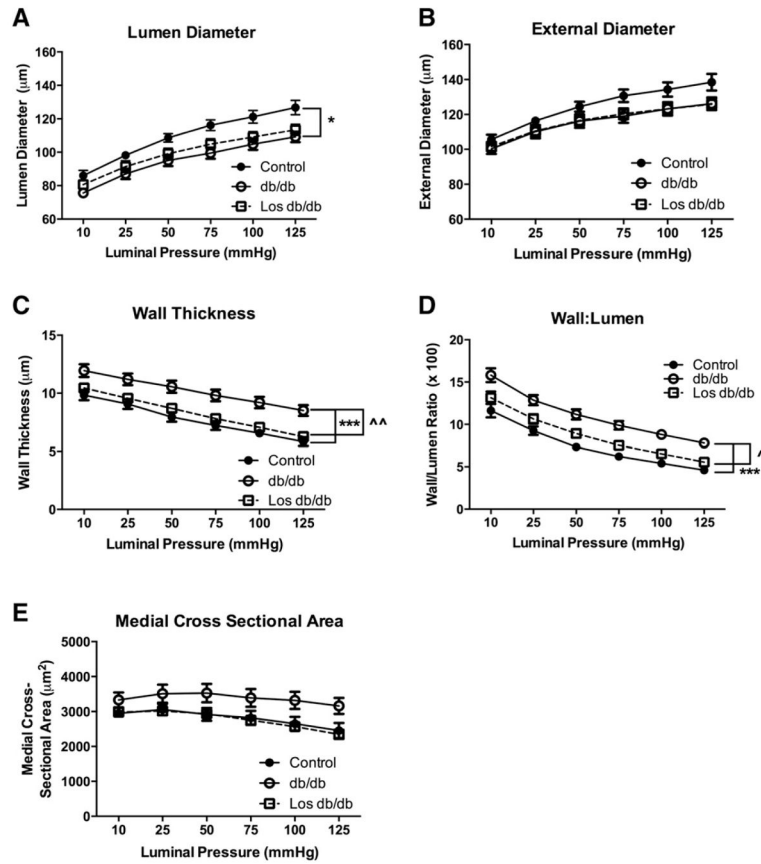 A
Lumen Diameter
Lumen Diameter (μm)
160
140
120
100
80
60
*
Control
db/db
Los db/db
10 25 50 75 100 125
Luminal Pressure (mmHg)
B
External Diameter
External Diameter (μm)
160
140
120
100
80
60
Control
db/db
Los db/db
10 25 50 75 100 125
Luminal Pressure (mmHg)
C
Wall Thickness
Wall Thickness (μm)
15
10
5
0
*** ^^
Control
db/db
Los db/db
10 25 50 75 100 125
Luminal Pressure (mmHg)
D
Wall:Lumen
Wall/Lumen Ratio (x 100)
20
15
10
5
0
Control
db/db
Los db/db
^
***
10 25 50 75 100 125
Luminal Pressure (mmHg)
E
Medial Cross Sectional Area
Medial Cross-
Sectional Area (μm²)
5000
4000
3000
2000
1000
0
Control
db/db
Los db/db
10 25 50 75 100 125
Luminal Pressure (mmHg)